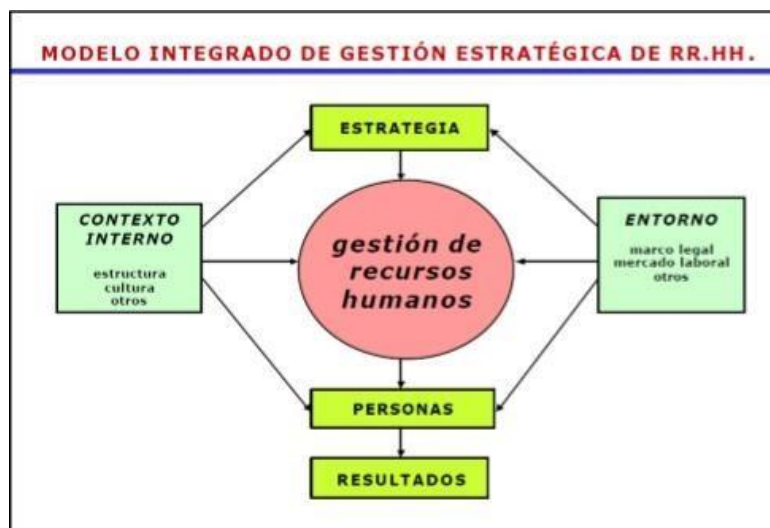 MODELO INTEGRADO DE GESTIÓN ESTRATÉGICA DE RR.HH.
ESTRATEGIA
CONTEXTO
INTERNO
estructura
cultura
otros
gestión de
recursos
humanos
ENTORNO
marco legal
mercado laboral
otros
PERSONAS
RESULTADOS